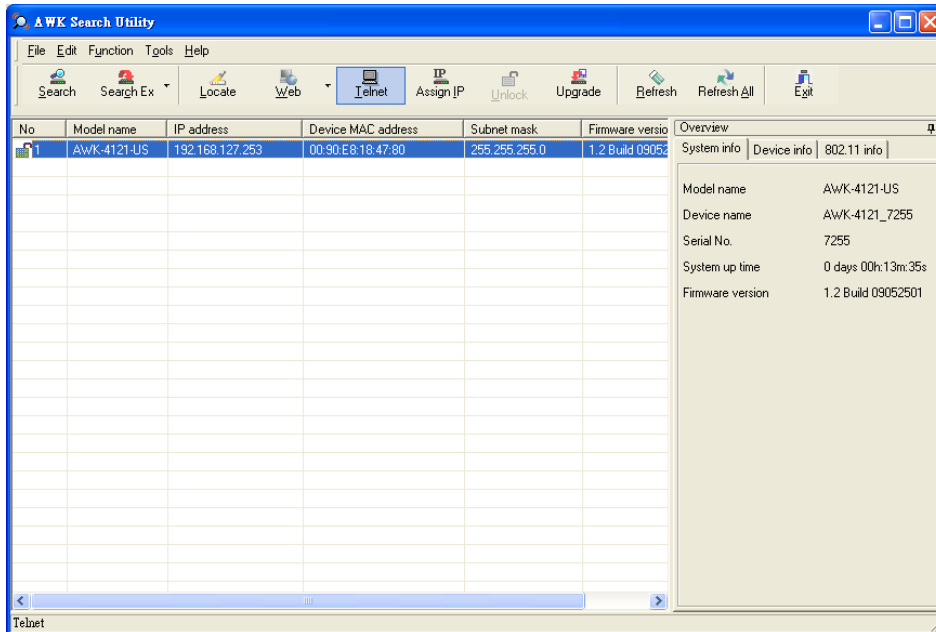 AWK Search Utility
File Edit Function Tools Help
Search Search Ex Locate Web Telnet Assign IP Unlock Upgrade Refresh Refresh All Exit
No Model name IP address Device MAC address Subnet mask Firmware versio
1 AWK-4121-US 192.168.127.253 00:90:E8:18:47:80 255.255.255.0 1.2 Build 09052
Overview
System info Device info 802.11 info
Model name AWK-4121-US
Device name AWK-4121_7255
Serial No. 7255
System up time 0 days 00h:13m:35s
Firmware version 1.2 Build 09052501
Telnet